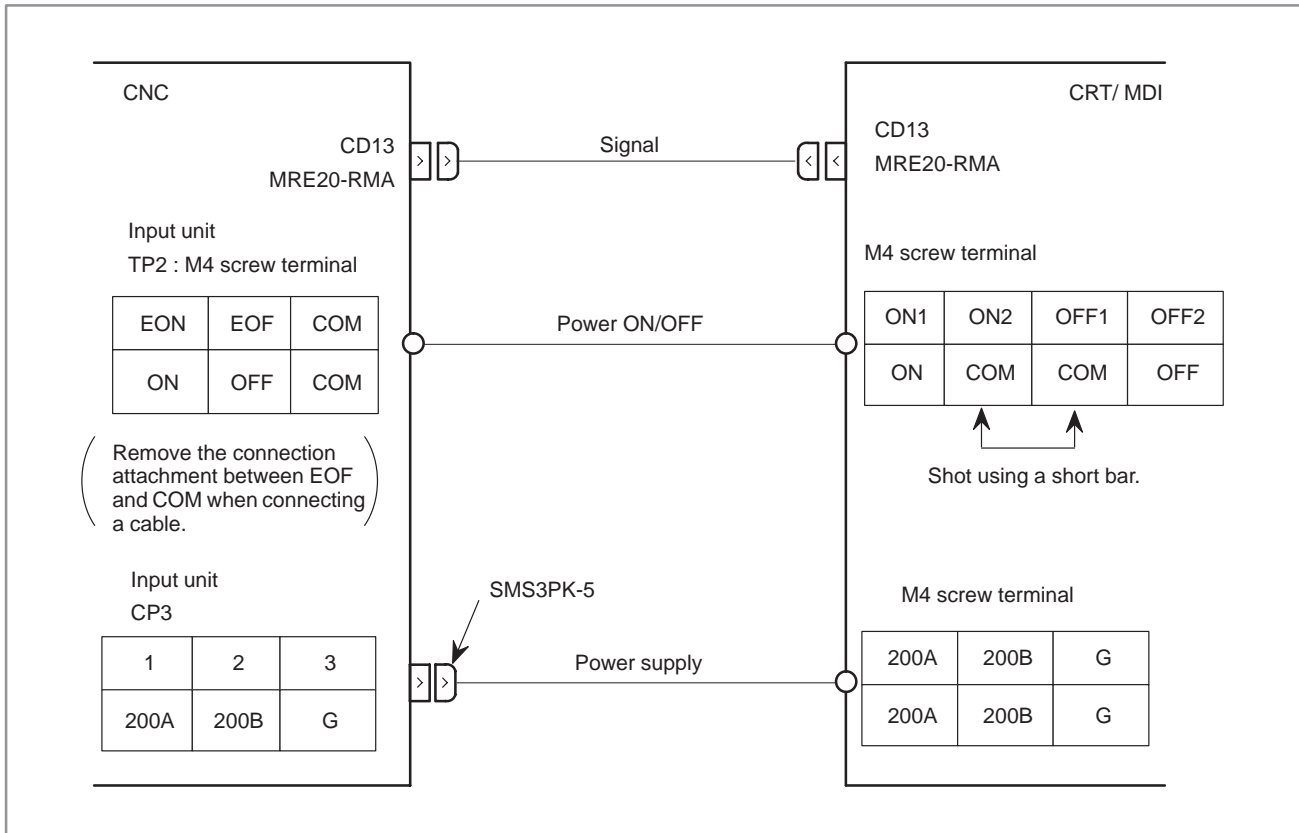 CNC
CD13
MRE20-RMA
Signal
CRT/ MDI
CD13
MRE20-RMA
Input unit
TP2 : M4 screw terminal
EON EOF COM
ON OFF COM
Power ON/OFF
M4 screw terminal
ON1 ON2 OFF1 OFF2
ON COM COM OFF
Shot using a short bar.
( Remove the connection
attachment between EOF
and COM when connecting
a cable. )
Input unit
CP3
1 2 3
200A 200B G
SMS3PK-5
Power supply
M4 screw terminal
200A 200B G
200A 200B G